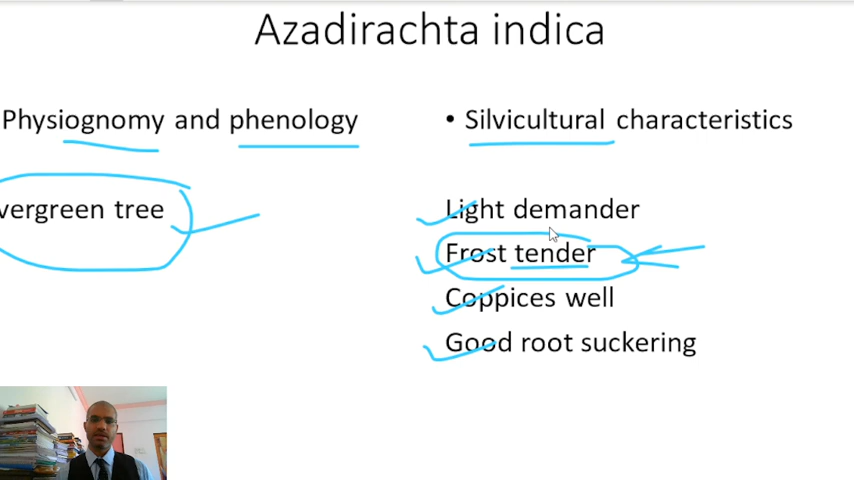 Azadirachta indica
Physiognomy and phenology
vergreen tree
• Silvicultural characteristics
Light demander
Frost tender
Coppices well
Good root suckering